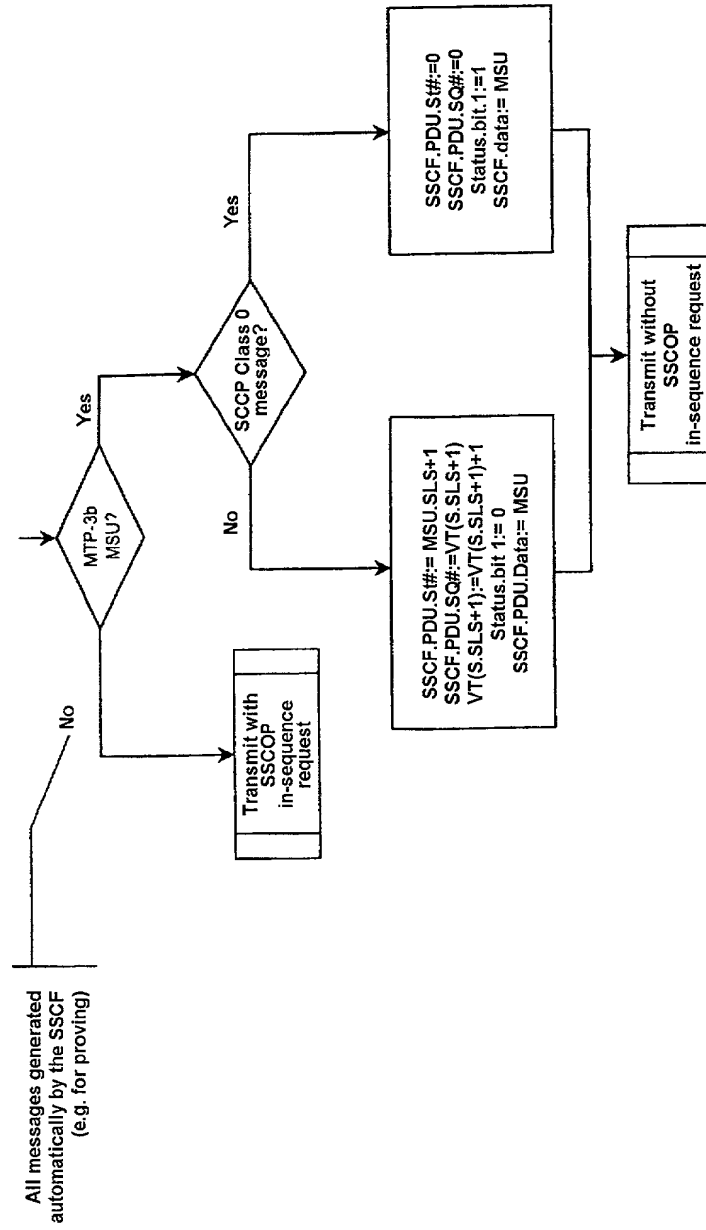 All messages generated
automatically by the SSCF
(e.g. for proving)
No
MTP-3b
MSU?
Yes
Transmit with
SSCOP
in-sequence
request
SCCP Class 0
message?
No
Yes
SSCF.PDU.St#:= MSU.SLS+1
SSCF.PDU.SQ#:=VT(S.SLS+1)
VT(S.SLS+1):=VT(S.SLS+1)+1
Status.bit 1:= 0
SSCF.PDU.Data:= MSU
SSCF.PDU.St#:=0
SSCF.PDU.SQ#:=0
Status.bit.1:=1
SSCF.data:= MSU
Transmit without
SSCOP
in-sequence request